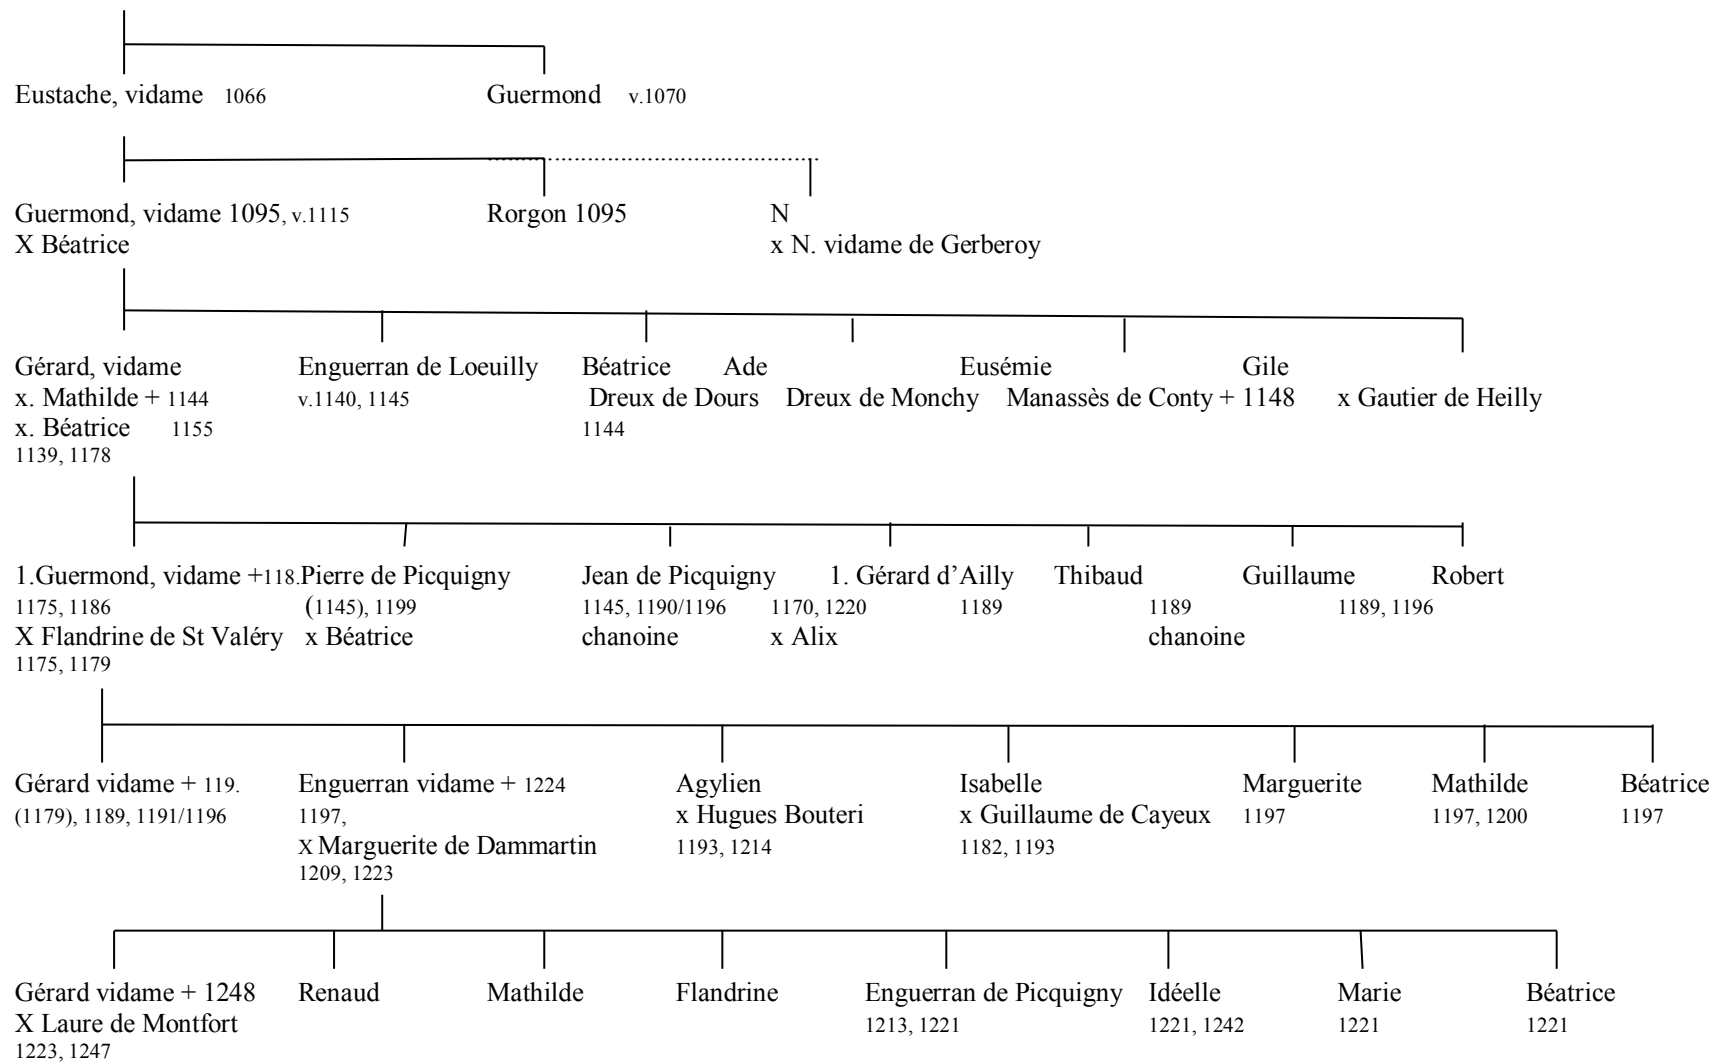 Eustache, vidame 1066 Guermond v.1070
Guermond, vidame 1095, v.1115 Rorgon 1095 N
X Béatrice x N. vidame de Gerberoy
Gérard, vidame Enguerran de Loeuilly Béatrice Ade Eusémie Gile
x. Mathilde + 1144 v.1140, 1145 Dreux de Dours Dreux de Monchy Manassès de Conty + 1148 x Gautier de Heilly
x. Béatrice 1155 1144
1139, 1178
1.Guermond, vidame +118. Pierre de Picquigny Jean de Picquigny 1. Gérard d’Ailly Thibaud Guillaume Robert
1175, 1186 (1145), 1199 1145, 1190/1196 1170, 1220 1189 1189 1189, 1196
X Flandrine de St Valéry x Béatrice chanoine x Alix chanoine
1175, 1179
Gérard vidame + 119. Enguerran vidame + 1224 Agylien Isabelle Marguerite Mathilde Béatrice
(1179), 1189, 1191/1196 1197, x Hugues Bouteri x Guillaume de Cayeux 1197 1197, 1200 1197
X Marguerite de Dammartin 1193, 1214 1182, 1193
1209, 1223
Gérard vidame + 1248 Renaud Mathilde Flandrine Enguerran de Picquigny Idéelle Marie Béatrice
X Laure de Montfort 1213, 1221 1221, 1242 1221 1221
1223, 1247